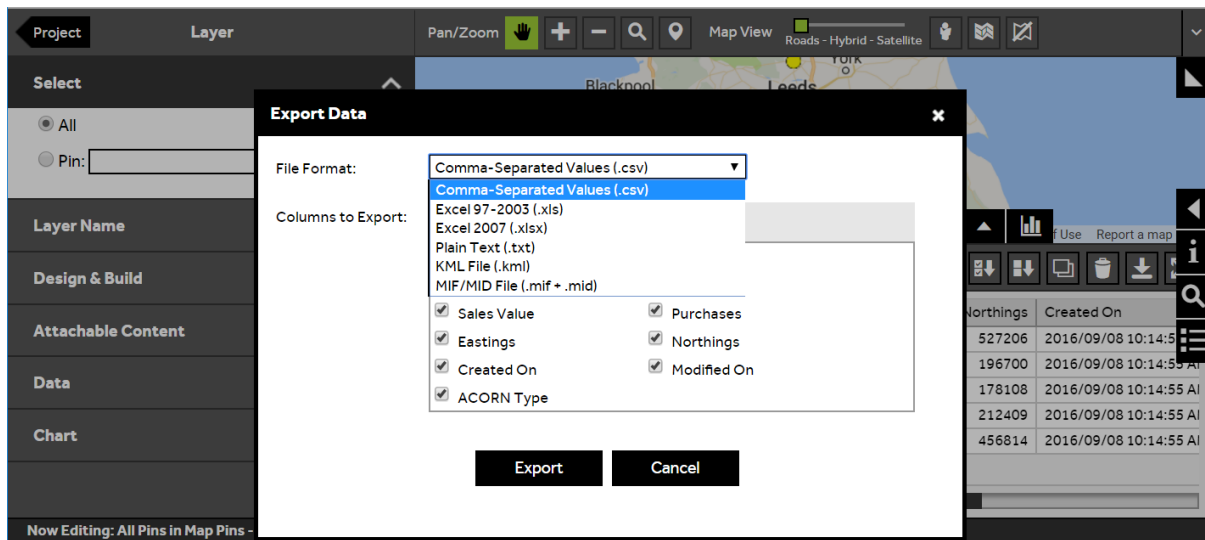 Project
Layer
Pan/Zoom
Map View
Roads - Hybrid - Satellite
Select
All
Pin:
Layer Name
Design & Build
Attachable Content
Data
Chart
Now Editing: All Pins in Map Pins -
Blackpool
Leeds
York
Export Data
File Format:
Comma-Separated Values (.csv)
Comma-Separated Values (.csv)
Excel 97-2003 (.xls)
Excel 2007 (.xlsx)
Plain Text (.txt)
KML File (.kml)
MIF/MID File (.mif + .mid)
Columns to Export:
Sales Value
Purchases
Eastings
Northings
Created On
Modified On
ACORN Type
Export
Cancel
f Use Report a map
Northings Created On
527206 2016/09/08 10:14:5
196700 2016/09/08 10:14:55 A
178108 2016/09/08 10:14:55 A
212409 2016/09/08 10:14:55 A
456814 2016/09/08 10:14:55 A